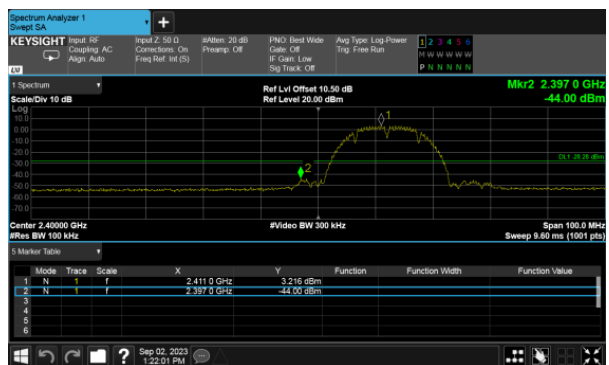 Spectrum Analyzer 1
Swept SA
KEYSIGHT Input: RF Input Z: 50 Ω #Atten: 20 dB PNO: Best Wide Avg Type: Log-Power 1 2 3 4 5 6
Coupling: AC Corrections: On Preamp: Off Gate: Off Trig: Free Run M W W W W W
Align: Auto Freq Ref: Int (S) IF Gain: Low P N N N N N
Sig Track: Off
1 Spectrum Ref Lvl Offset 10.50 dB Mkr2 2.397 0 GHz
Scale/Div 10 dB Ref Level 20.00 dBm -44.00 dBm
Log
10.0
0.00
-10.0
-20.0
-30.0
-40.0
-50.0
-60.0
-70.0
1
DL1 -28.28 dBm
2
Center 2.40000 GHz #Video BW 300 kHz Span 100.0 MHz
#Res BW 100 kHz Sweep 9.60 ms (1001 pts)
5 Marker Table
Mode Trace Scale X Y Function Function Width Function Value
1 N 1 f 2.411 0 GHz 3.216 dBm
2 N 1 f 2.397 0 GHz -44.00 dBm
3
4
5
6
Sep 02, 2023
1:22:01 PM